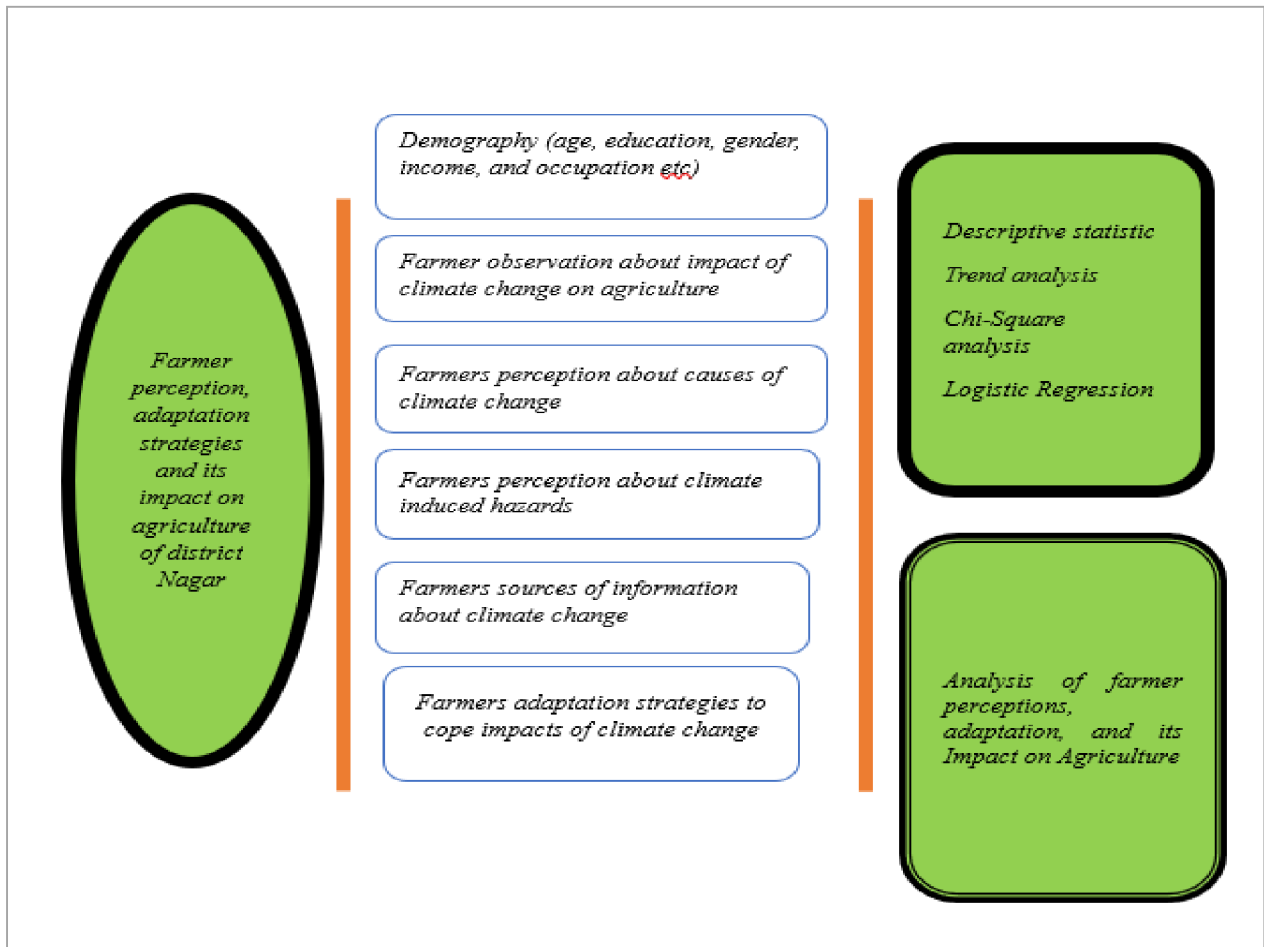 Farmer
perception,
adaptation
strategies
and its
impact on
agriculture
of district
Nagar
Demography (age, education, gender,
income, and occupation etc)
Farmer observation about impact of
climate change on agriculture
Farmers perception about causes of
climate change
Farmers perception about climate
induced hazards
Farmers sources of information
about climate change
Farmers adaptation strategies to
cope impacts of climate change
Descriptive statistic
Trend analysis
Chi-Square
analysis
Logistic Regression
Analysis of farmer
perceptions,
adaptation, and its
Impact on Agriculture